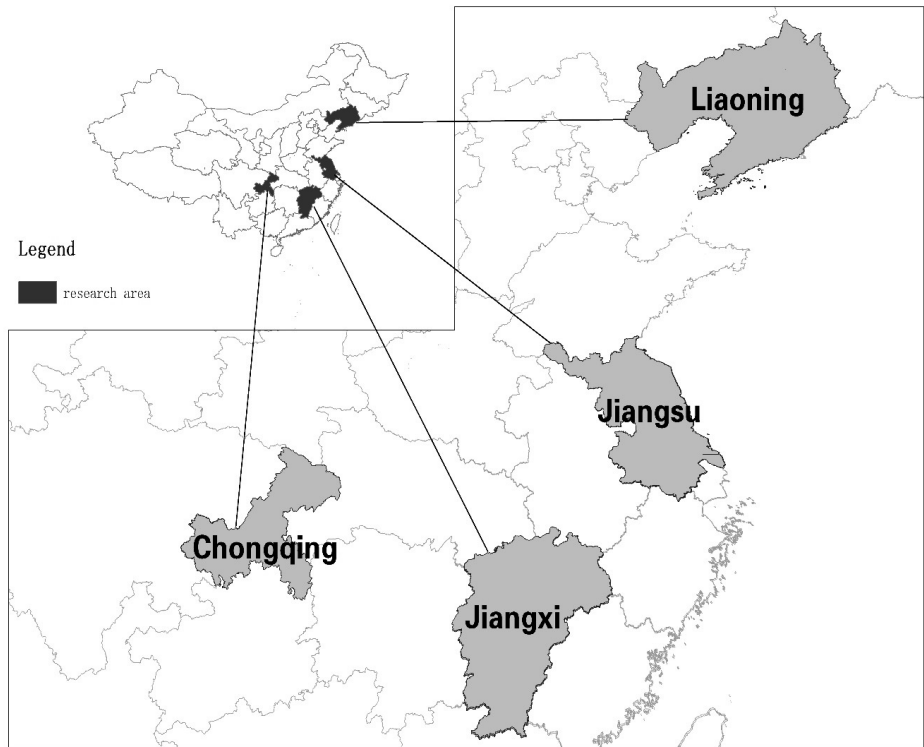 Liaoning
Legend
research area
Jiangsu
Chongqing
Jiangxi